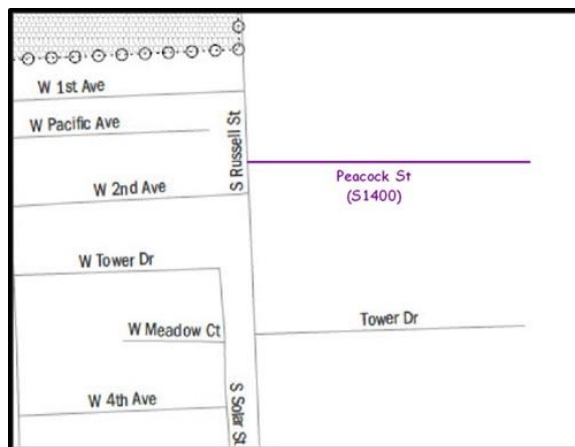 W 1st Ave
W Pacific Ave
S Russell St
Peacock St
(S1400)
W 2nd Ave
W Tower Dr
Tower Dr
W Meadow Ct
W 4th Ave
S Solar St